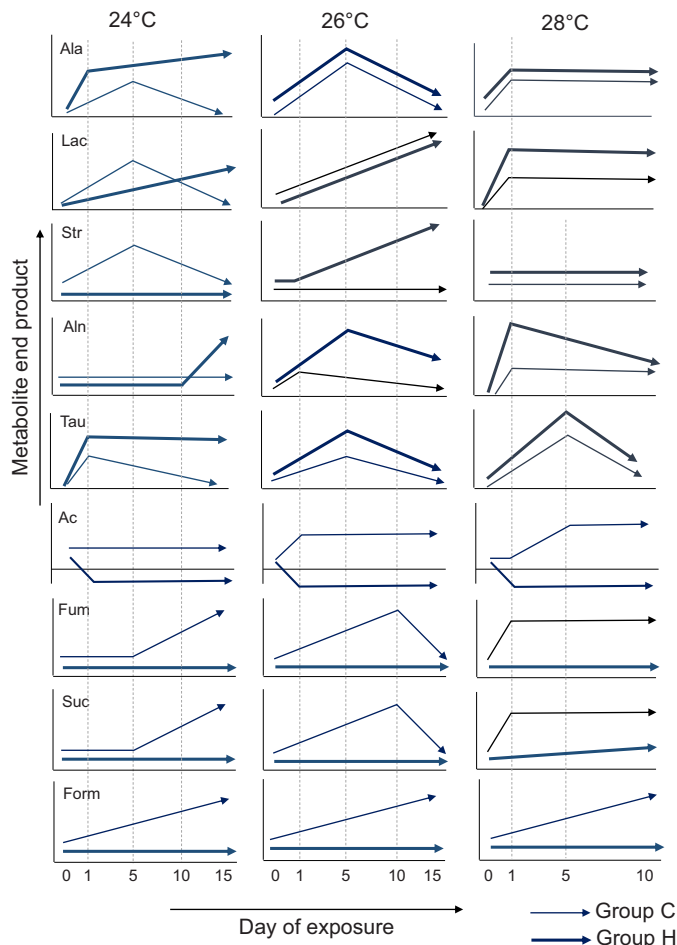 24°C 26°C 28°C
Ala
Lac
Str
Aln
Tau
Ac
Fum
Suc
Form
Metabolite end product
0 1 5 10 15 0 1 5 10 15 0 1 5 10
Day of exposure
Group C
Group H